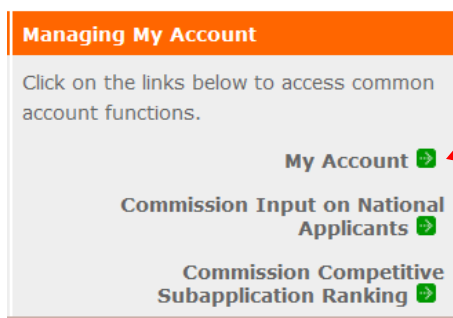 Managing My Account
Click on the links below to access common
account functions.
My Account
Commission Input on National
Applicants
Commission Competitive
Subapplication Ranking